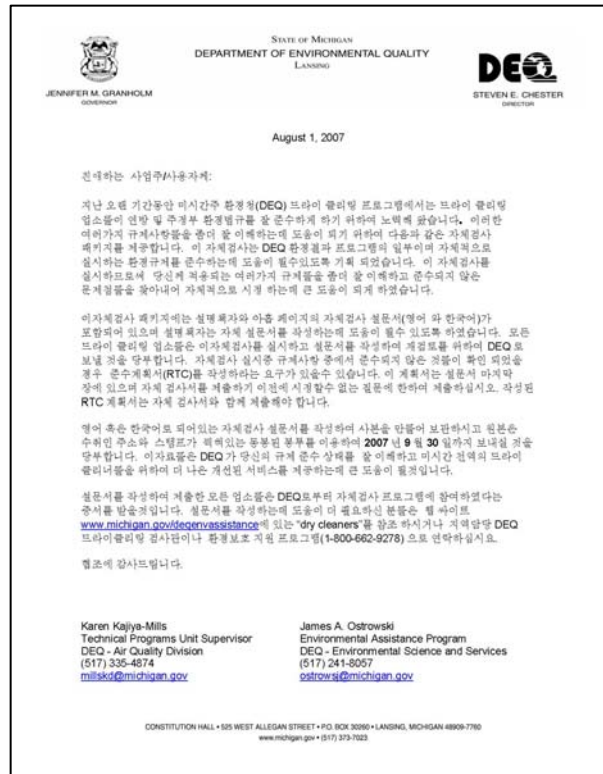 STATE OF MICHIGAN
DEPARTMENT OF ENVIRONMENTAL QUALITY
LANSING
JENNIFER M. GRANHOLM
GOVERNOR
DEQ
STEVEN E. CHESTER
DIRECTOR
August 1, 2007
친애하는 사업주/사용자께:
지난 오랜 기간동안 미시간주 환경청(DEQ) 드라이 클리링 프로그램에서는 드라이 클리링
업소들이 연방 및 주정부 환경법규를 잘 준수하게 하기 위하여 노력해 왔습니다. 이러한
여러가지 규제사항들을 좀더 잘 이해하는데 도움이 되기 위하여 다음과 같은 자체검사
패키지를 제공합니다. 이 자체검사는 DEQ 환경결과 프로그램의 일부이며 자체적으로
실시하는 환경규제를 준수하는데 도움이 될수있도록 기획 되었습니다. 이 자체검사를
실시하므로써 당신께 적용되는 여러가지 규제들을 좀더 잘 이해하고 준수되지 않은
문제점들을 찾아내어 자체적으로 시정 하는데 큰 도움이 되게 하였습니다.
이자체검사 패키지에는 설명책자와 아홉 페이지의 자체검사 설문서(영어 와 한국어)가
포함되어 있으며 설명책자는 자체 설문서를 작성하는데 도움이 될수 있도록 하였습니다. 모든
드라이 클리링 업소들은 이자체검사를 실시하고 설문서를 작성하여 재검토를 위하여 DEQ 로
보낼 것을 당부합니다. 자체검사 실시중 규제사항 중에서 준수되지 않은 것들이 확인 되었을
경우 준수계획서(RTC)를 작성하라는 요구가 있을수 있습니다. 이 계획서는 설문서 마지막
장에 있으며 자체 검사서를 제출하기 이전에 시정할수 없는 질문에 한하여 제출하십시오. 작성된
RTC 계획서는 자체 검사서와 함께 제출해야 합니다.
영어 혹은 한국어로 되어있는 자체검사 설문서를 작성하여 사본을 만들어 보관하시고 원본은
수취인 주소와 스탬프가 찍혀있는 동봉된 봉투를 이용하여 2007 년 9 월 30 일까지 보내실 것을
당부합니다. 이자료들은 DEQ 가 당신의 규제 준수 상태를 잘 이해하고 미시간 전역의 드라이
클리너들을 위하여 더 나은 개선된 서비스를 제공하는데 큰 도움이 될것입니다.
설문서를 작성하여 제출한 모든 업소들은 DEQ로부터 자체검사 프로그램에 참여하였다는
증서를 받을것입니다. 설문서를 작성하는데 도움이 더 필요하신 분들은 웹 싸이트
www.michigan.gov/deqenvassistance에 있는 “dry cleaners”를 참조 하시거나 지역담당 DEQ
드라이클리링 검사관이나 환경보호 지원 프로그램(1-800-662-9278) 으로 연락하십시요.
협조에 감사드립니다.
Karen Kajiya-Mills
Technical Programs Unit Supervisor
DEQ - Air Quality Division
(517) 335-4874
millskd@michigan.gov
James A. Ostrowski
Environmental Assistance Program
DEQ - Environmental Science and Services
(517) 241-8057
ostrowsj@michigan.gov
CONSTITUTION HALL • 525 WEST ALLEGAN STREET • P.O. BOX 30260 • LANSING, MICHIGAN 48909-7760
www.michigan.gov • (517) 373-7023